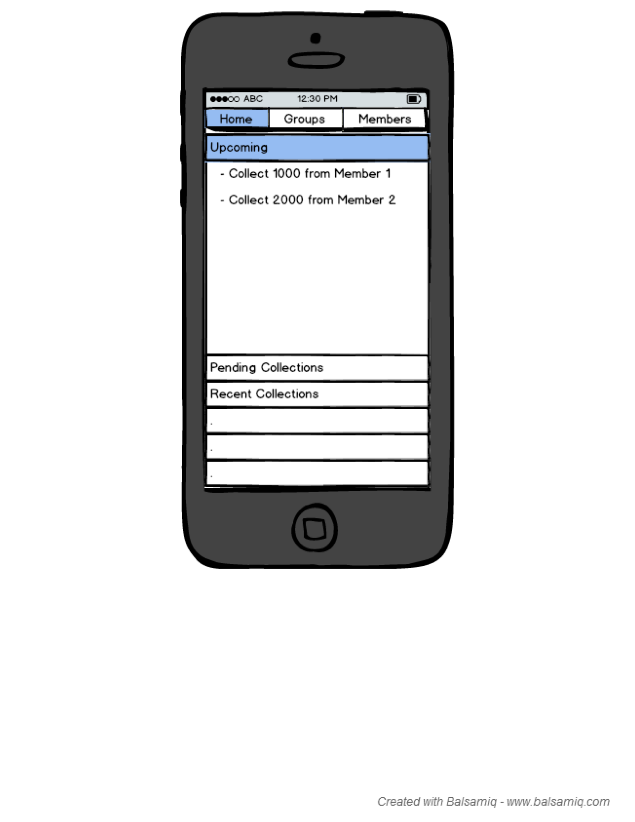 ABC 12:30 PM
Home Groups Members
Upcoming
- Collect 1000 from Member 1
- Collect 2000 from Member 2
Pending Collections
Recent Collections
.
.
.
Created with Balsamiq - www.balsamiq.com